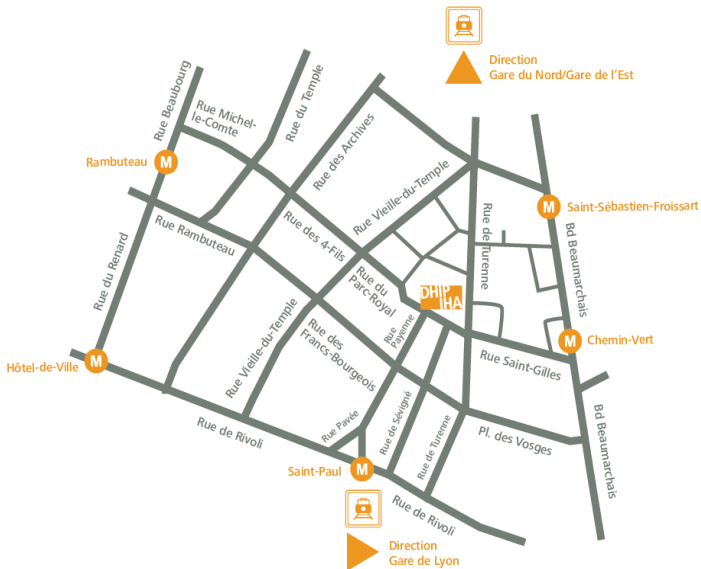 Direction
Gare du Nord/Gare de l'Est
Rue Beaubourg
Rue Michel-
le-Comte
Rue du Temple
Rue des Archives
Rambuteau
M
Rue Vieille-du-Temple
M
Saint-Sébastien-Froissart
Rue Rambuteau
Rue des 4-Fils
Rue de Turenne
Bd Beaumarchais
Rue du Renard
Rue du
Parc-Royal
DHIP
IHA
Rue
Payenne
Rue Vieille-du-Temple
Rue des
Francs-Bourgeois
M
Chemin-Vert
Hôtel-de-Ville
M
Rue Saint-Gilles
Rue de Rivoli
Rue Pavée
Rue de Sévigné
Rue de Turenne
Pl. des Vosges
Bd Beaumarchais
Saint-Paul
M
Rue de Rivoli
Direction
Gare de Lyon